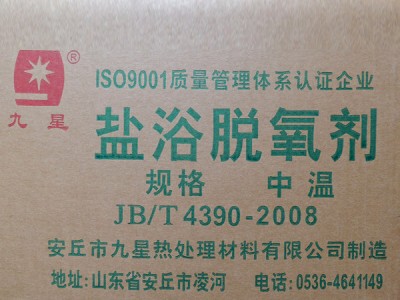 ®
ISO9001质量管理体系认证企业
九星
盐浴脱氧剂
规格 中温
JB/T 4390-2008
安丘市九星热处理材料有限公司制造
地址:山东省安丘市凌河 电话:0536-4641149